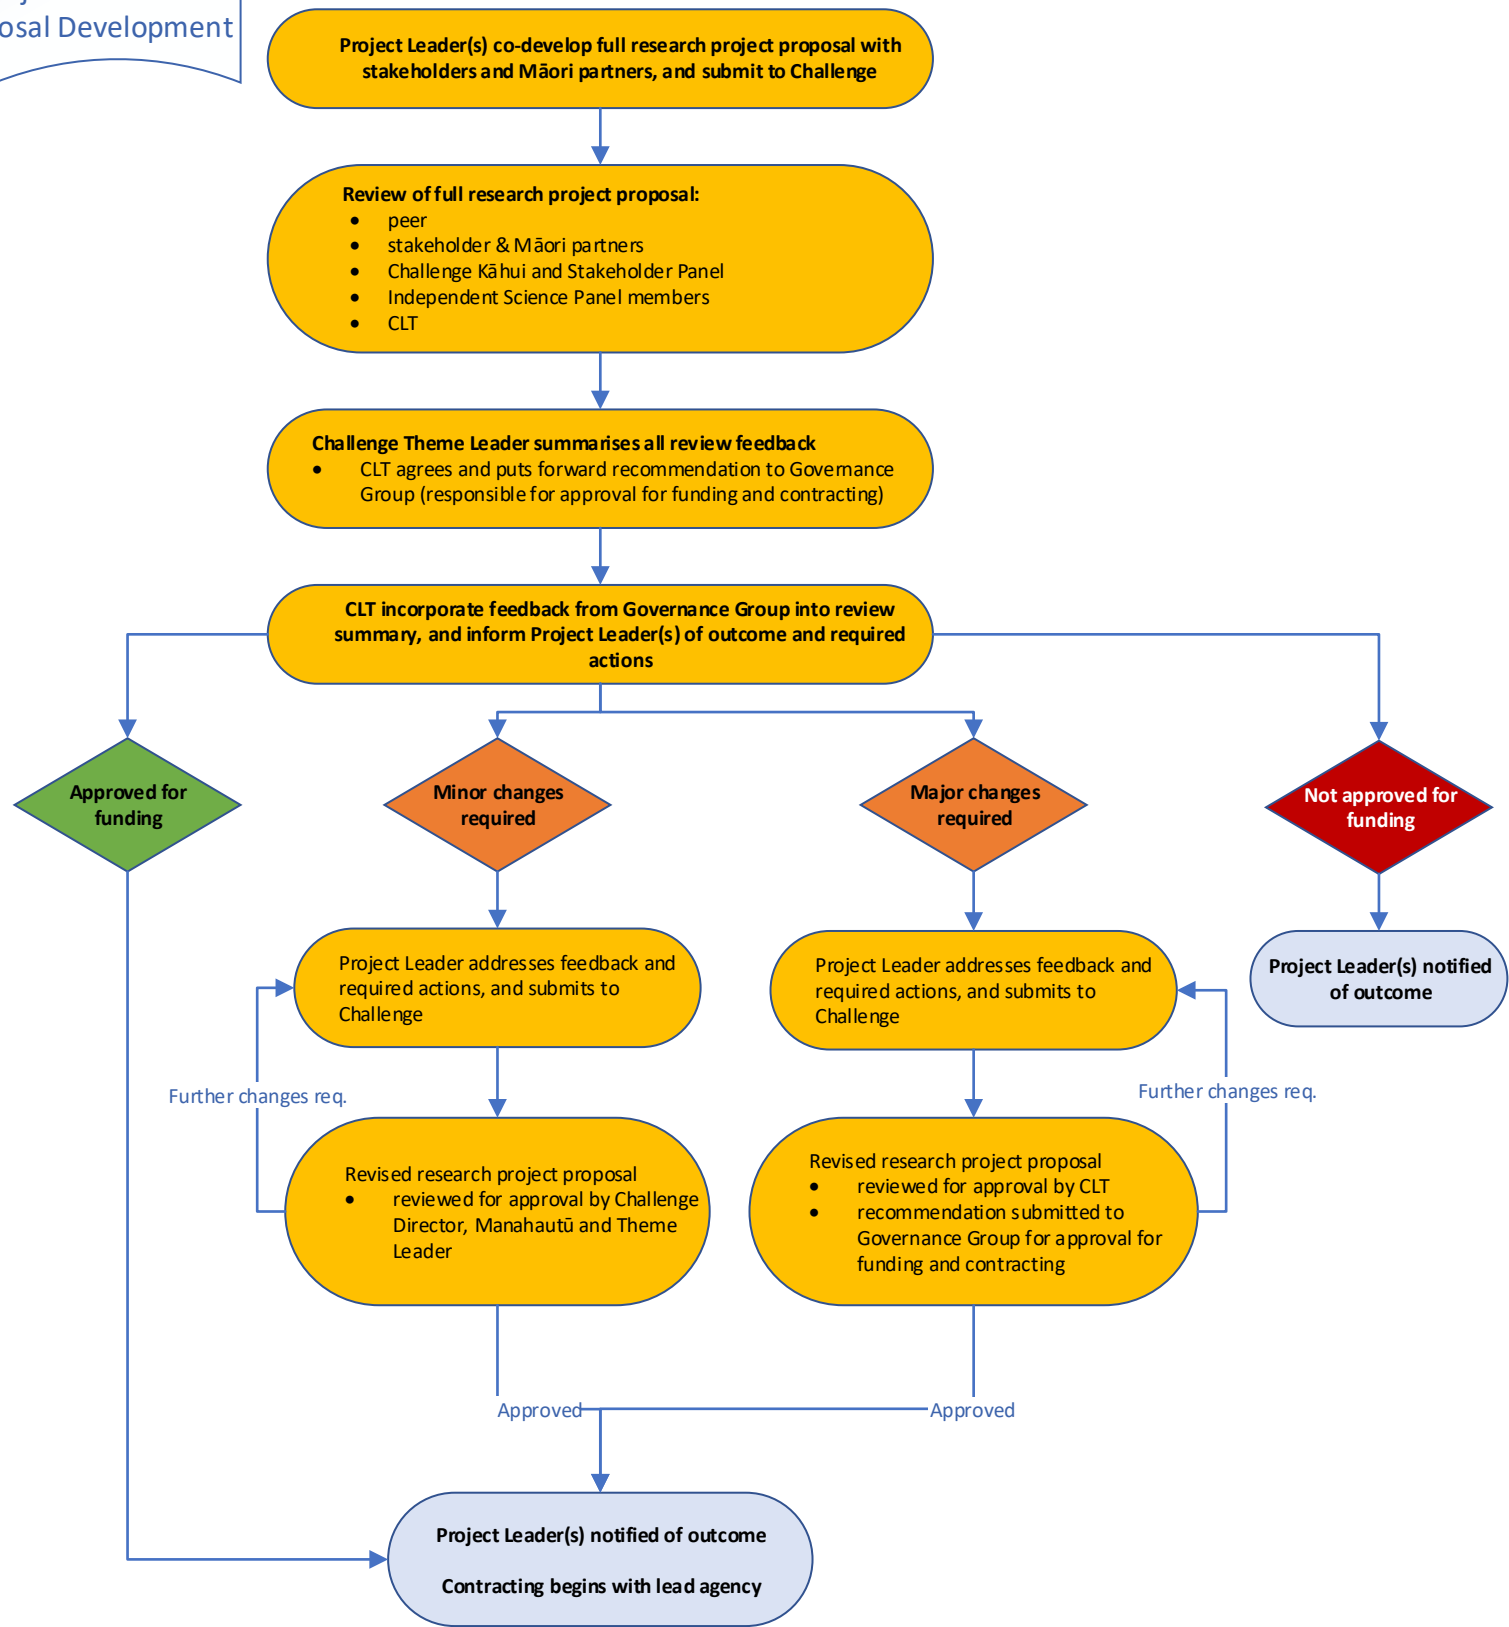 Development
Project Leader(s) co-develop full research project proposal with
stakeholders and Māori partners, and submit to Challenge
Review of full research project proposal:
• peer
• stakeholder & Māori partners
• Challenge Kāhui and Stakeholder Panel
• Independent Science Panel members
• CLT
Challenge Theme Leader summarises all review feedback
• CLT agrees and puts forward recommendation to Governance
Group (responsible for approval for funding and contracting)
CLT incorporate feedback from Governance Group into review
summary, and inform Project Leader(s) of outcome and required
actions
Approved for
funding
Minor changes
required
Major changes
required
Not approved for
funding
Project Leader addresses feedback and
required actions, and submits to
Challenge
Project Leader addresses feedback and
required actions, and submits to
Challenge
Project Leader(s) notified
of outcome
Further changes req.
Further changes req.
Revised research project proposal
• reviewed for approval by Challenge
Director, Manahautū and Theme
Leader
Revised research project proposal
• reviewed for approval by CLT
• recommendation submitted to
Governance Group for approval for
funding and contracting
Approved
Approved
Project Leader(s) notified of outcome
Contracting begins with lead agency